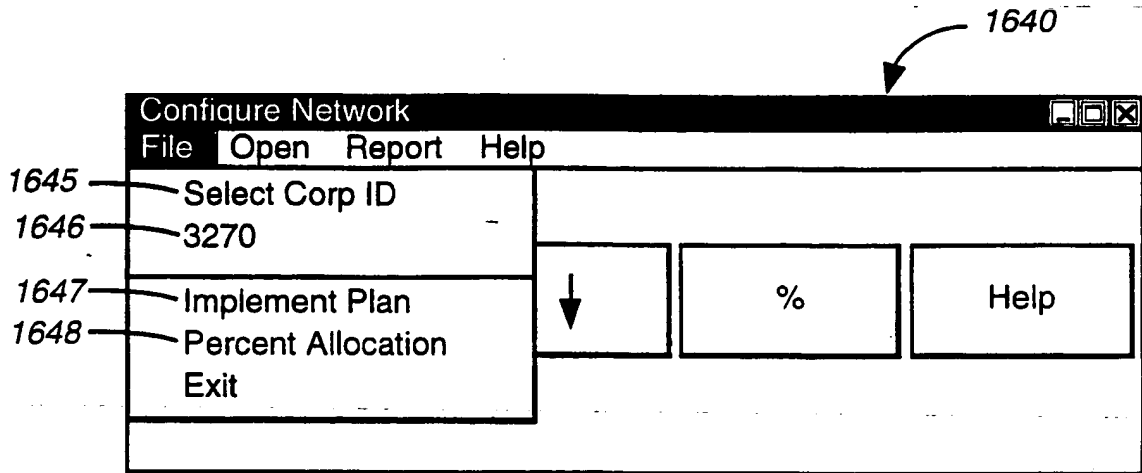 1640
Configure Network
File Open Report Help
1645 Select Corp ID
1646 3270
1647 Implement Plan
1648 Percent Allocation
Exit
% Help